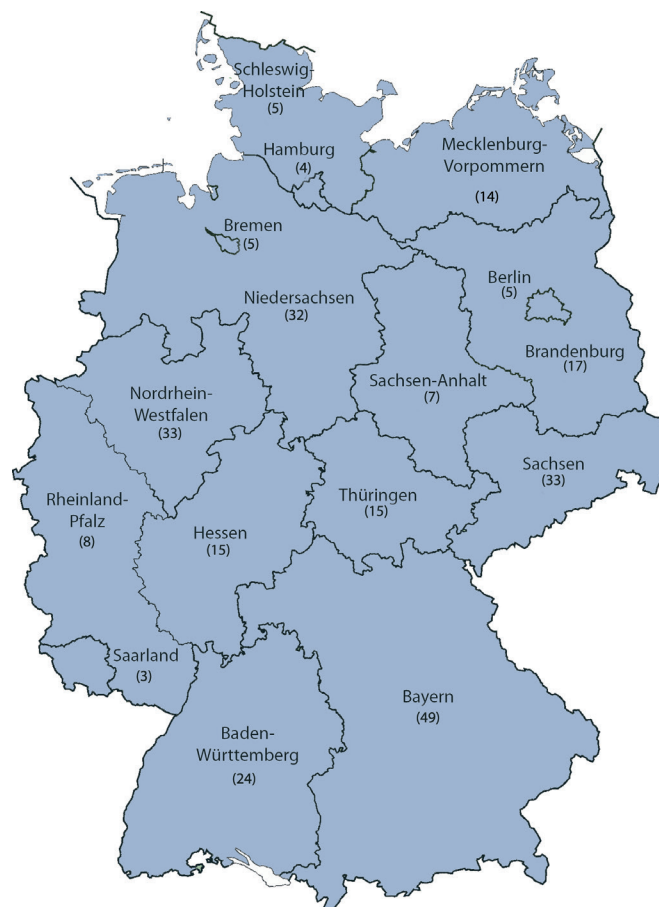 Schleswig-
Holstein
(5)
Hamburg
(4)
Mecklenburg-
Vorpommern
(14)
Bremen
(5)
Berlin
(5)
Niedersachsen
(32)
Brandenburg
(17)
Nordrhein-
Westfalen
(33)
Sachsen-Anhalt
(7)
Sachsen
(33)
Rheinland-
Pfalz
(8)
Hessen
(15)
Thüringen
(15)
Saarland
(3)
Bayern
(49)
Baden-
Württemberg
(24)